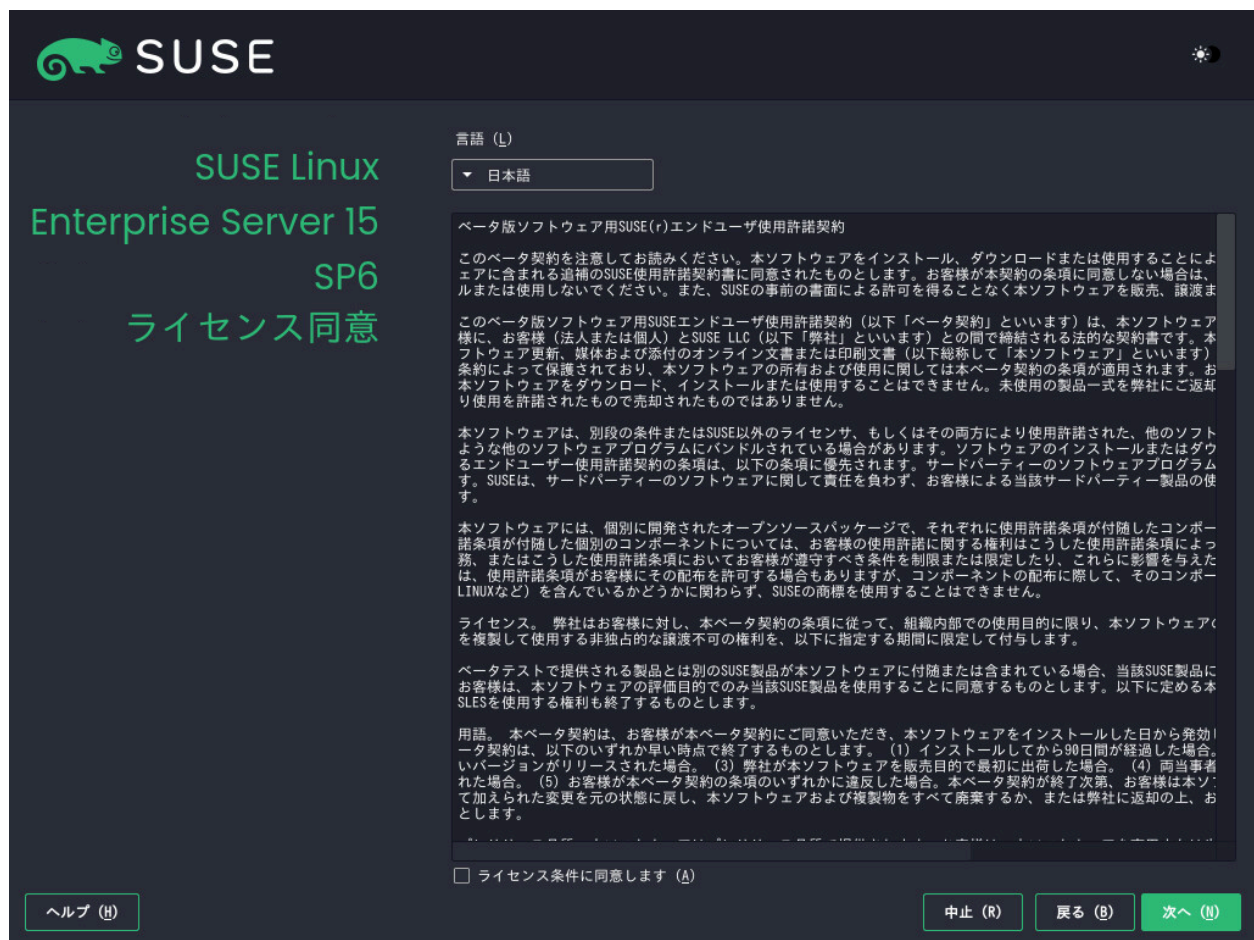 SUSE
SUSE Linux
Enterprise Server 15
SP6
ライセンス同意
言語 (L)
日本語
ベータ版ソフトウェア用SUSE(r)エンドユーザ使用許諾契約
このベータ契約を注意してお読みください。本ソフトウェアをインストール、ダウンロードまたは使用することによ
ェアに含まれる追補のSUSE使用許諾契約書に同意されたものとします。お客様が本契約の条項に同意しない場合は、
ルまたは使用しないでください。また、SUSEの事前の書面による許可を得ることなく本ソフトウェアを販売、譲渡ま
このベータ版ソフトウェア用SUSEエンドユーザ使用許諾契約（以下「ベータ契約」といいます）は、本ソフトウェア
様に、お客様（法人または個人）とSUSE LLC（以下「弊社」といいます）との間で締結される法的な契約書です。本
フトウェア更新、媒体および添付のオンライン文書または印刷文書（以下総称して「本ソフトウェア」といいます）
条約によって保護されており、本ソフトウェアの所有および使用に関しては本ベータ契約の条項が適用されます。お
本ソフトウェアをダウンロード、インストールまたは使用することはできません。未使用の製品一式を弊社にご返却
り使用を許諾されたもので売却されたものではありません。
本ソフトウェアは、別段の条件またはSUSE以外のライセンサ、もしくはその両方により使用許諾された、他のソフト
ような他のソフトウェアプログラムにバンドルされている場合があります。ソフトウェアのインストールまたはダウ
るエンドユーザー使用許諾契約の条項は、以下の条項に優先されます。サードパーティーのソフトウェアプログラム
す。SUSEは、サードパーティーのソフトウェアに関して責任を負わず、お客様による当該サードパーティー製品の使
す。
本ソフトウェアには、個別に開発されたオープンソースパッケージで、それぞれに使用許諾条項が付随したコンポー
諾条項が付随した個別のコンポーネントについては、お客様の使用許諾に関する権利はこうした使用許諾条項によっ
務、またはこうした使用許諾条項においてお客様が遵守すべき条件を制限または限定したり、これらに影響を与えた
は、使用許諾条項がお客様にその配布を許可する場合もありますが、コンポーネントの配布に際して、そのコンポー
LINUXなど）を含んでいるかどうかに関わらず、SUSEの商標を使用することはできません。
ライセンス。 弊社はお客様に対し、本ベータ契約の条項に従って、組織内部での使用目的に限り、本ソフトウェア
を複製して使用する非独占的な譲渡不可の権利を、以下に指定する期間に限定して付与します。
ベータテストで提供される製品とは別のSUSE製品が本ソフトウェアに付随または含まれている場合、当該SUSE製品に
お客様は、本ソフトウェアの評価目的でのみ当該SUSE製品を使用することに同意するものとします。以下に定める本
SLESを使用する権利も終了するものとします。
用語。 本ベータ契約は、お客様が本ベータ契約にご同意いただき、本ソフトウェアをインストールした日から発効
ータ契約は、以下のいずれか早い時点で終了するものとします。（1）インストールしてから90日間が経過した場合。
いバージョンがリリースされた場合。（3）弊社が本ソフトウェアを販売目的で最初に出荷した場合。（4）両当事者
れた場合。（5）お客様が本ベータ契約の条項のいずれかに違反した場合。本ベータ契約が終了次第、お客様は本ソ
て加えられた変更を元の状態に戻し、本ソフトウェアおよび複製物をすべて廃棄するか、または弊社に返却の上、お
とします。
ライセンス条件に同意します (A)
ヘルプ (H)
中止 (R)
戻る (B)
次へ (N)